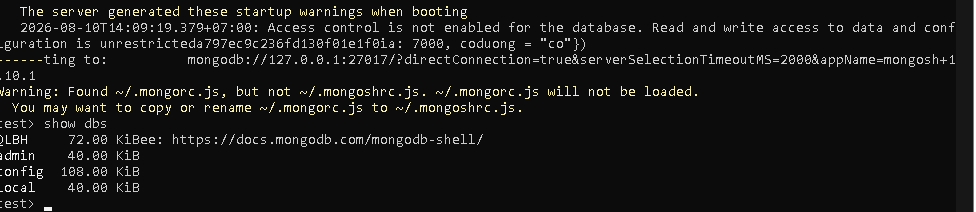 The server generated these startup warnings when booting
2026-08-10T14:09:19.379+07:00: Access control is not enabled for the database. Read and write access to data and conf
iguration is unrestricteda797ec9c236fd130f01e1f0ia: 7000, coduong = "co"})
------ting to:          mongodb://127.0.0.1:27017/?directConnection=true&serverSelectionTimeoutMS=2000&appName=mongosh+1
.10.1
Warning: Found ~/.mongorc.js, but not ~/.mongoshrc.js. ~/.mongorc.js will not be loaded.
You may want to copy or rename ~/.mongorc.js to ~/.mongoshrc.js.
test> show dbs
QLBH     72.00 KiBee: https://docs.mongodb.com/mongodb-shell/
admin    40.00 KiB
config  108.00 KiB
local    40.00 KiB
test>